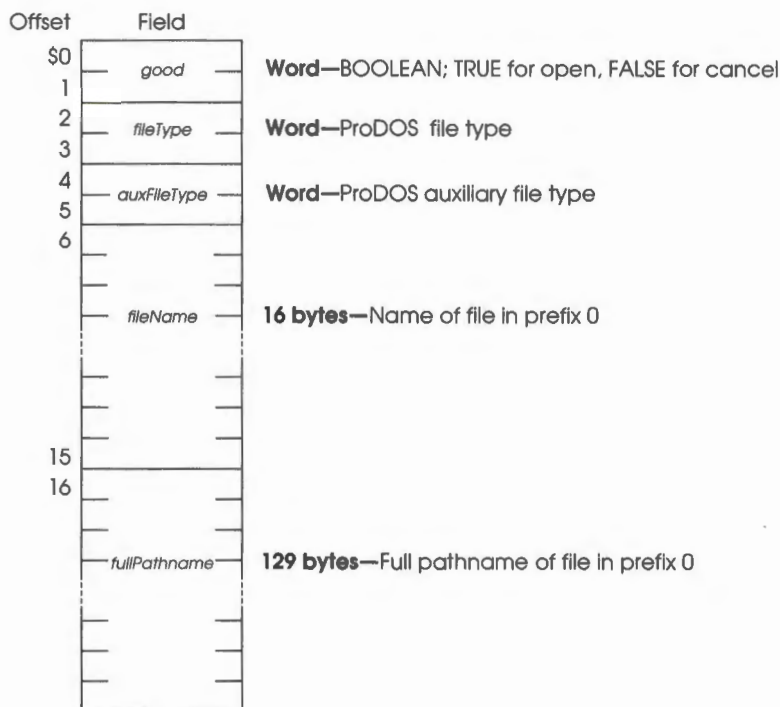 Offset Field
$0
good Word—BOOLEAN; TRUE for open, FALSE for cancel
1
2
fileType Word—ProDOS file type
3
4
auxFileType Word—ProDOS auxiliary file type
5
6
fileName 16 bytes—Name of file in prefix 0
15
16
fullPathname 129 bytes—Full pathname of file in prefix 0